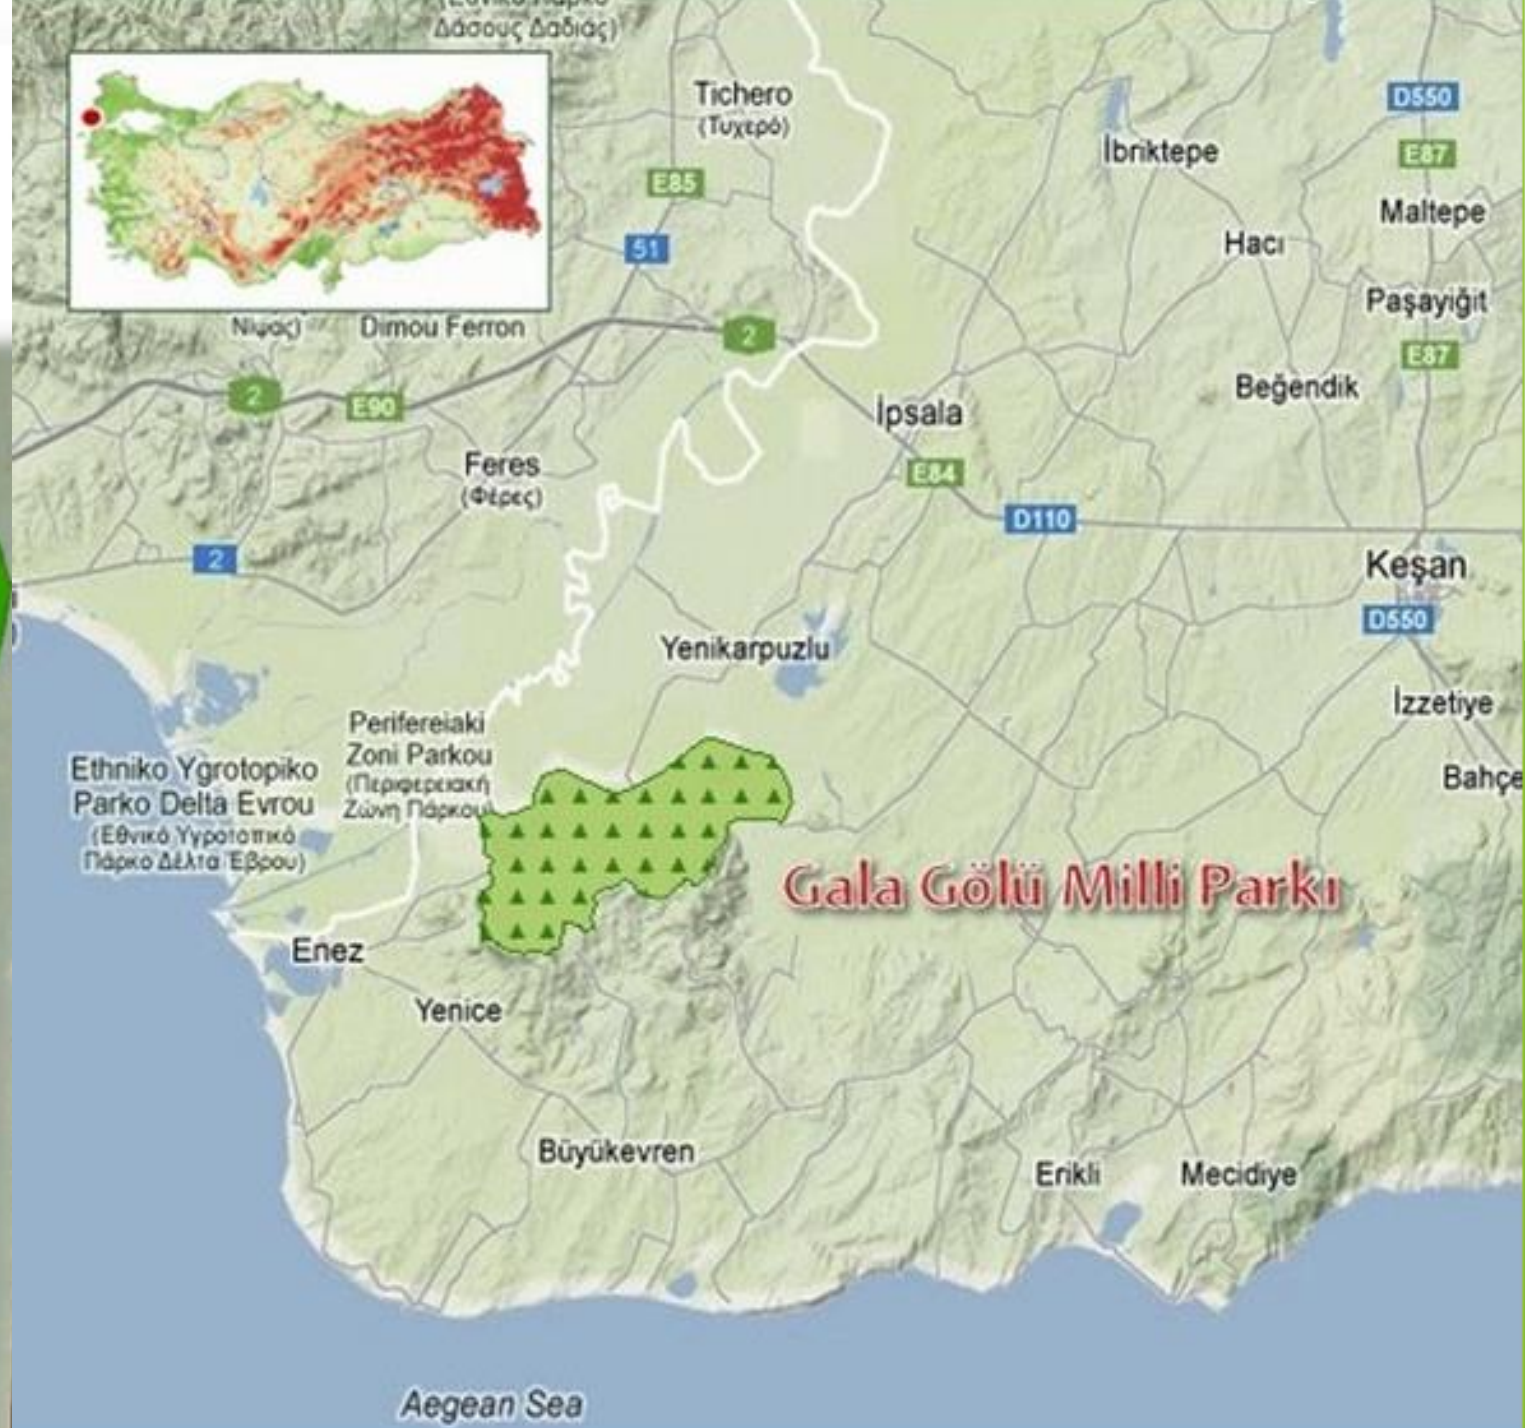 (Εθνικό Πάρκο
Δάσους Δαδιάς)
Tichero
(Τυχερό)
D550
İbriktepe
E87
E85
Maltepe
51
Hacı
Paşayiğit
Νίψας)
Dimou Ferron
2
E87
2
E90
Beğendik
İpsala
Feres
(Φέρες)
E84
D110
2
Keşan
D550
Yenikarpuzlu
İzzetiye
Perifereiaki
Zoni Parkou
(Περιφερειακή
Ζώνη Πάρκου)
Ethniko Ygrotopiko
Parko Delta Evrou
(Εθνικό Υγροτοπικό
Πάρκο Δέλτα Έβρου)
Bahçe
Gala Gölü Milli Parkı
Enez
Yenice
Büyükevren
Erikli
Mecidiye
Aegean Sea